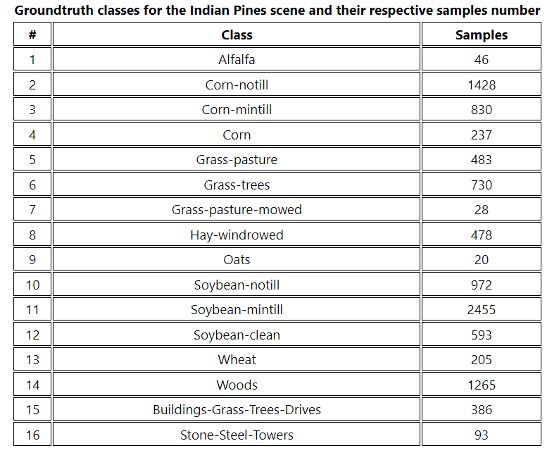 Groundtruth classes for the Indian Pines scene and their respective samples number
# Class Samples
1 Alfalfa 46
2 Corn-notill 1428
3 Corn-mintill 830
4 Corn 237
5 Grass-pasture 483
6 Grass-trees 730
7 Grass-pasture-mowed 28
8 Hay-windrowed 478
9 Oats 20
10 Soybean-notill 972
11 Soybean-mintill 2455
12 Soybean-clean 593
13 Wheat 205
14 Woods 1265
15 Buildings-Grass-Trees-Drives 386
16 Stone-Steel-Towers 93